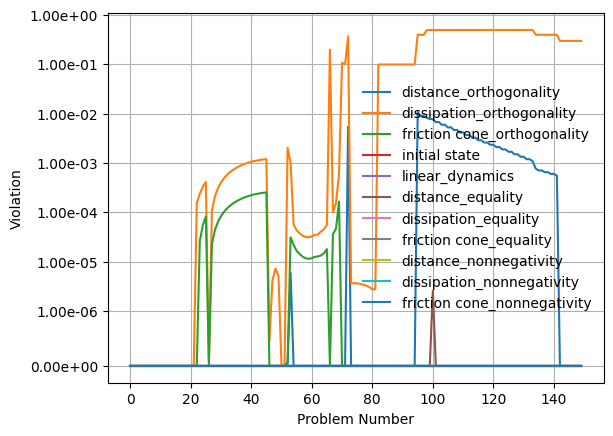 1.00e+00
1.00e-01
1.00e-02
1.00e-03
1.00e-04
1.00e-05
1.00e-06
0.00e+00
Violation
distance_orthogonality
dissipation_orthogonality
friction cone_orthogonality
initial state
linear_dynamics
distance_equality
dissipation_equality
friction cone_equality
distance_nonnegativity
dissipation_nonnegativity
friction cone_nonnegativity
0 20 40 60 80 100 120 140
Problem Number